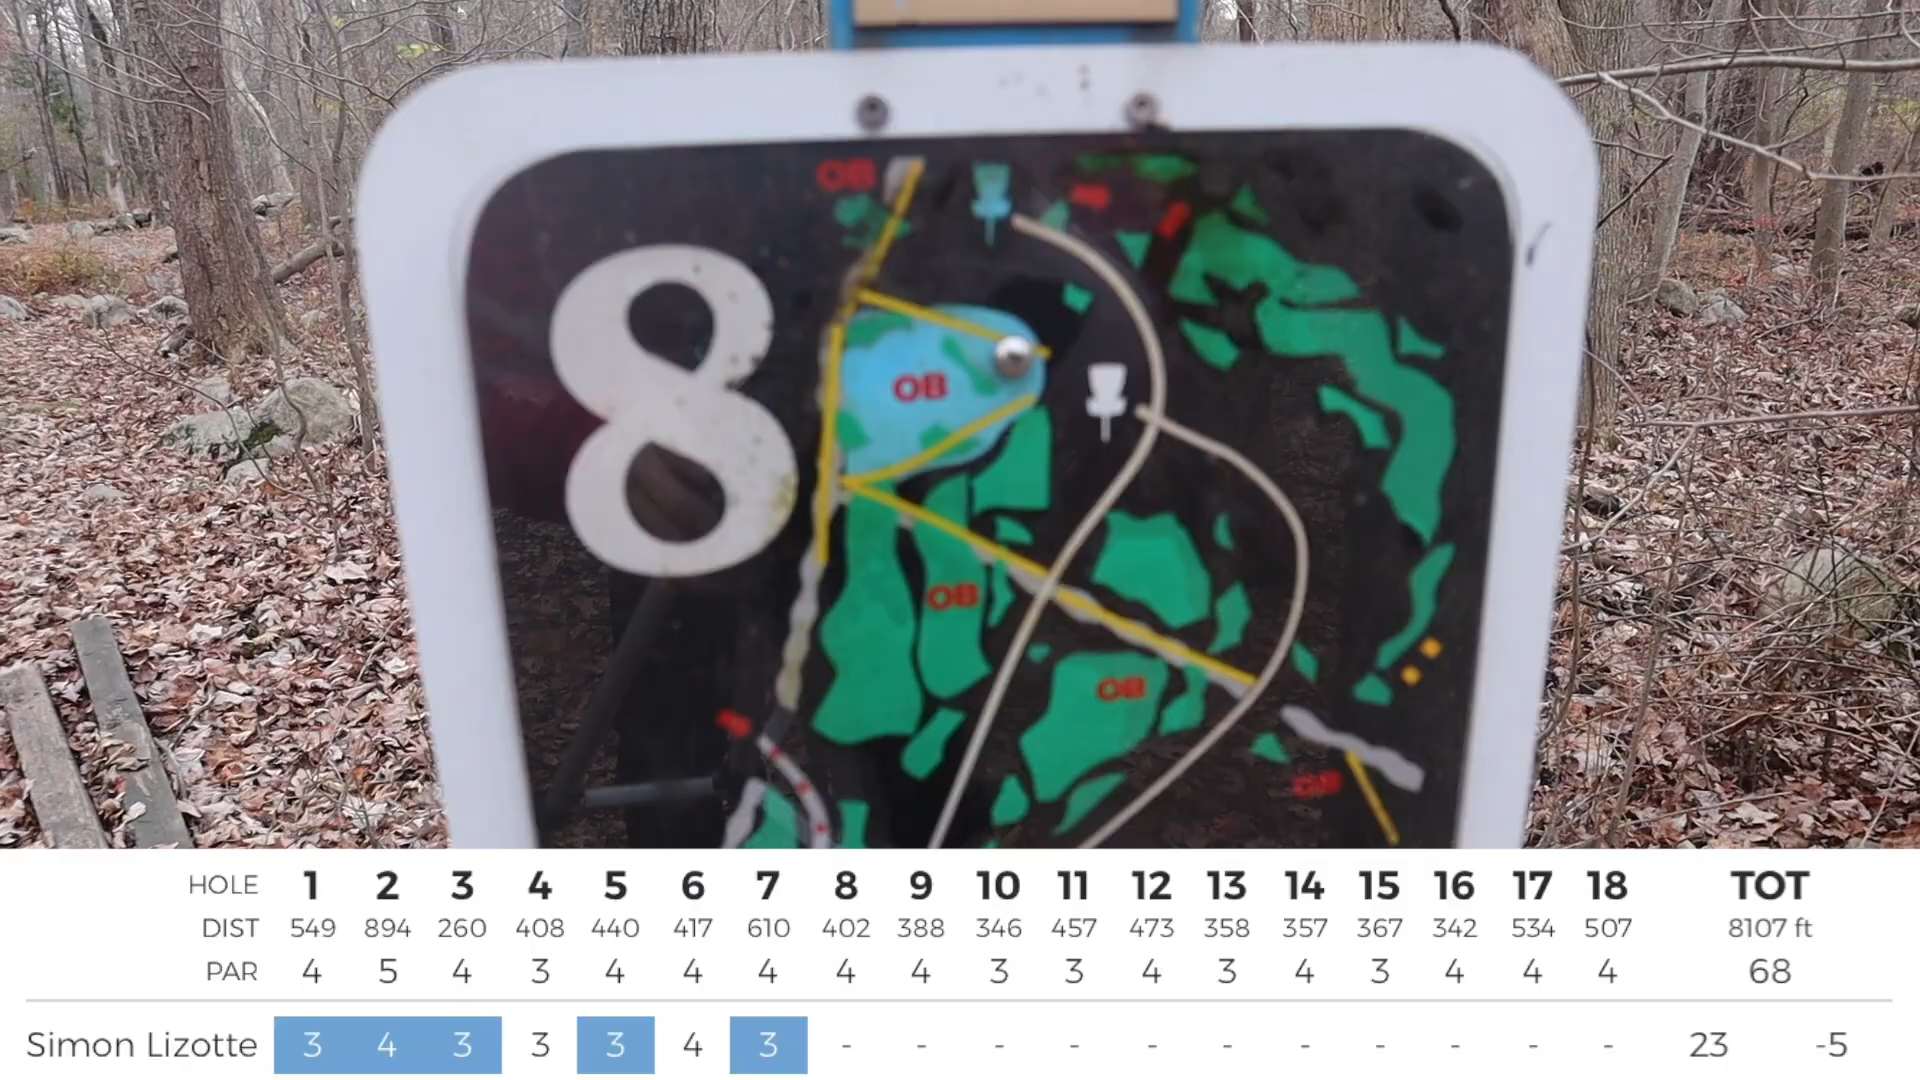 OB
8
OB
OB
OB
OB
HOLE 1 2 3 4 5 6 7 8 9 10 11 12 13 14 15 16 17 18 TOT
DIST 549 894 260 408 440 417 610 402 388 346 457 473 358 357 367 342 534 507 8107 ft
PAR 4 5 4 3 4 4 4 4 4 3 3 4 3 4 3 4 4 4 68
Simon Lizotte 3 4 3 3 3 4 3 - - - - - - - - - - - 23 -5